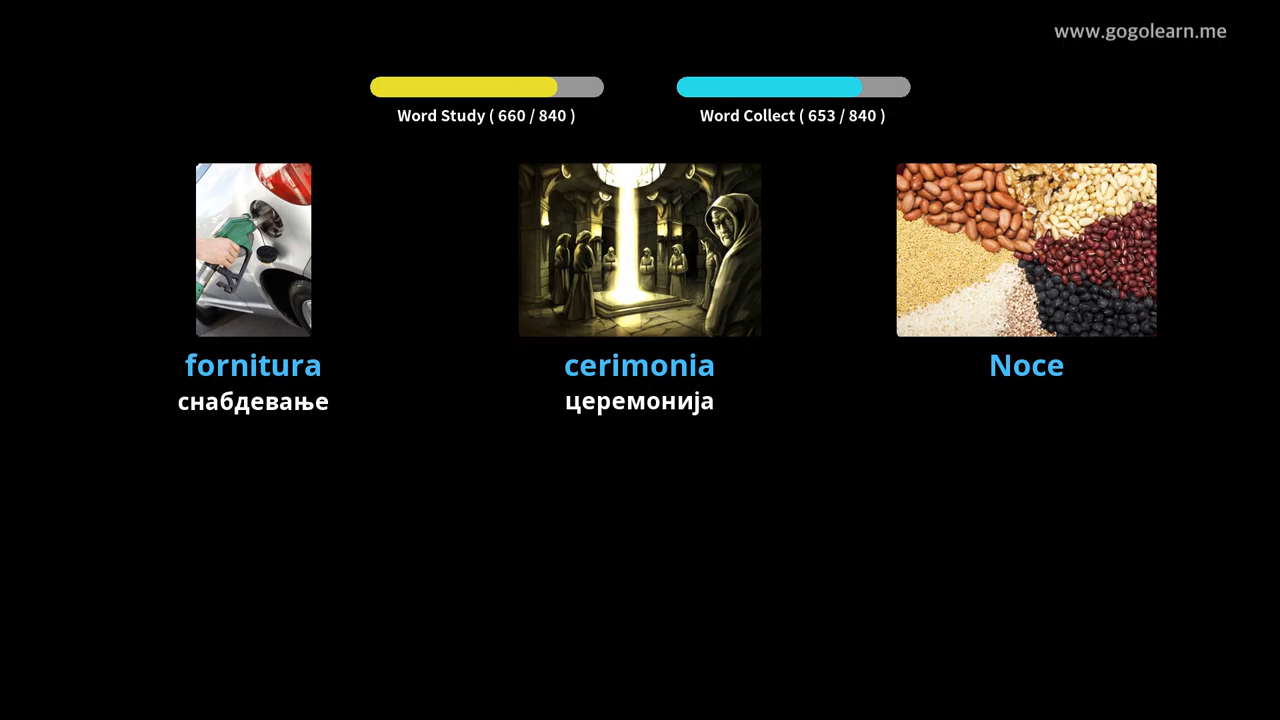 www.gogolearn.me
Word Study ( 660 / 840 )
Word Collect ( 653 / 840 )
fornitura
снабдевање
cerimonia
церемонија
Noce